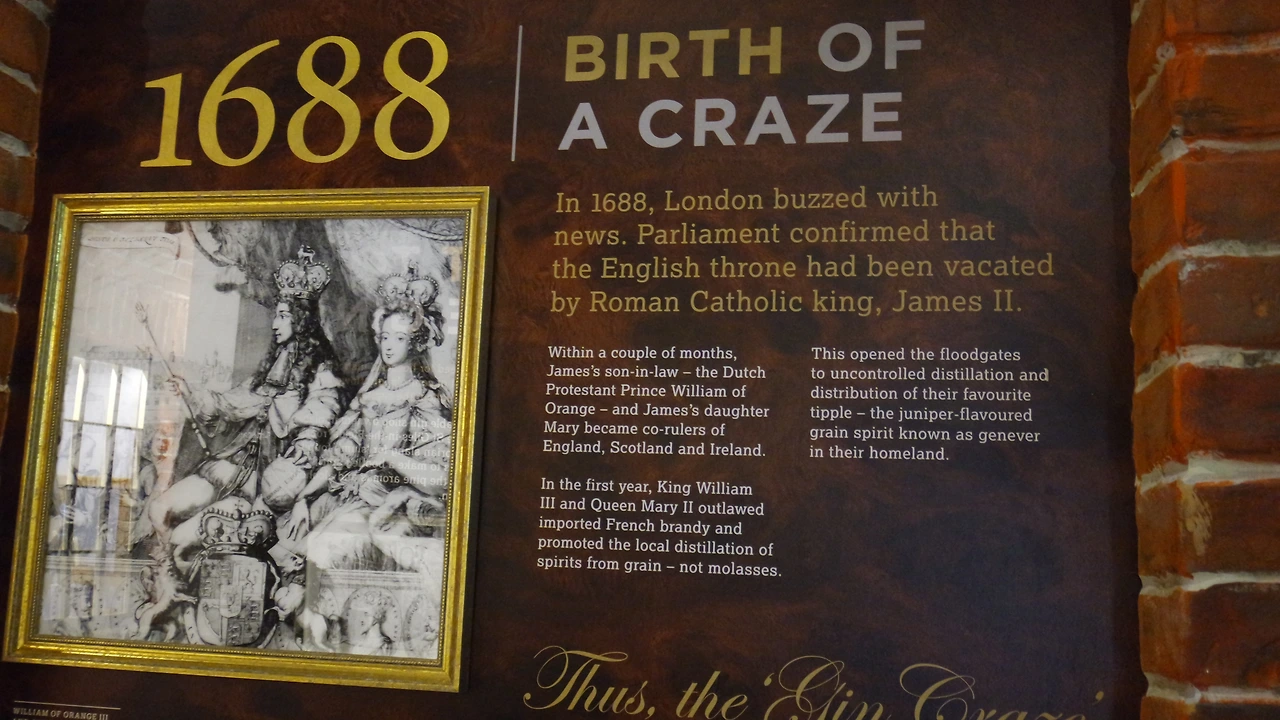 1688
BIRTH OF
A CRAZE
In 1688, London buzzed with
news. Parliament confirmed that
the English throne had been vacated
by Roman Catholic king, James II.
Within a couple of months,
James's son-in-law – the Dutch
Protestant Prince William of
Orange – and James's daughter
Mary became co-rulers of
England, Scotland and Ireland.
In the first year, King William
III and Queen Mary II outlawed
imported French brandy and
promoted the local distillation of
spirits from grain – not molasses.
This opened the floodgates
to uncontrolled distillation and
distribution of their favourite
tipple – the juniper-flavoured
grain spirit known as genever
in their homeland.
Thus, the 'Gin Craze'
WILLIAM OF ORANGE III